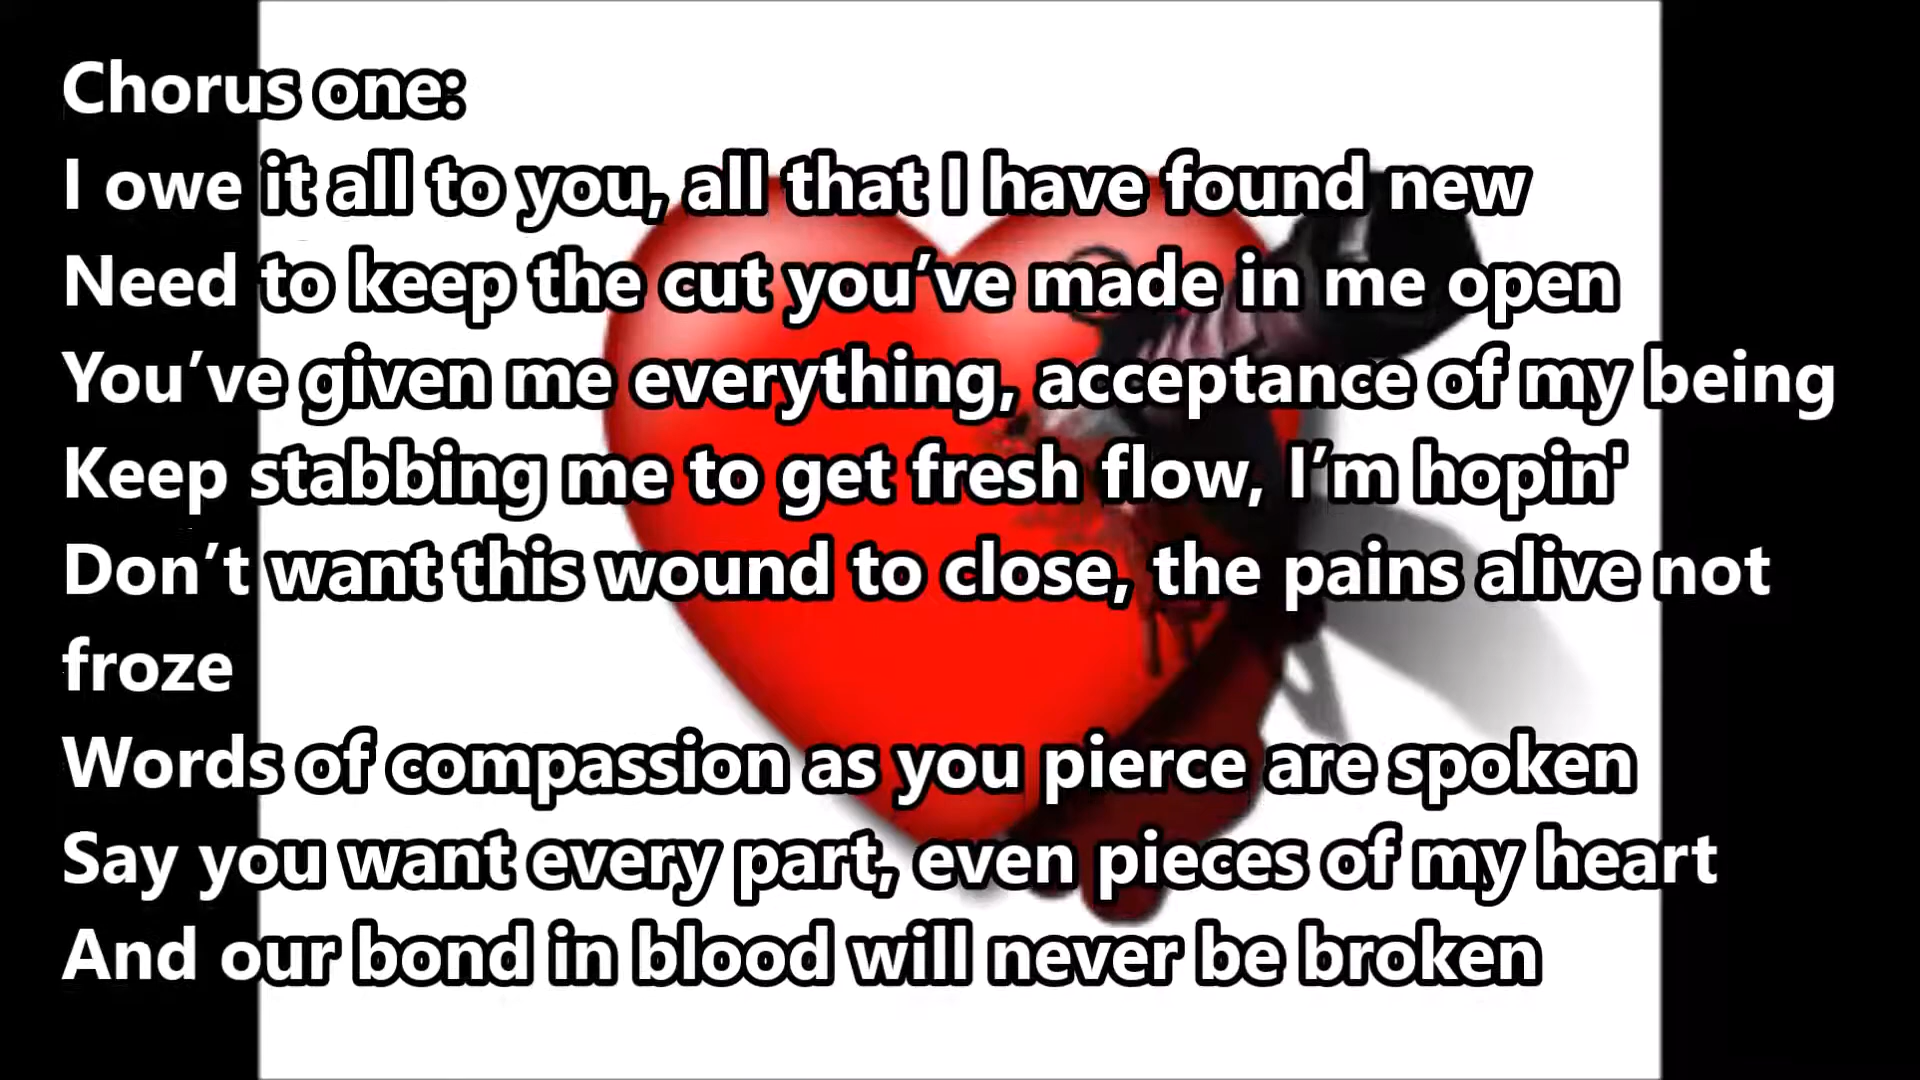 Chorus one:
I owe it all to you, all that I have found new
Need to keep the cut you’ve made in me open
You’ve given me everything, acceptance of my being
Keep stabbing me to get fresh flow, I’m hopin'
Don’t want this wound to close, the pains alive not
froze
Words of compassion as you pierce are spoken
Say you want every part, even pieces of my heart
And our bond in blood will never be broken